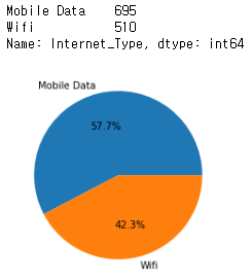 Mobile Data    695
Wifi           510
Name: Internet_Type, dtype: int64
Mobile Data
57.7%
42.3%
Wifi